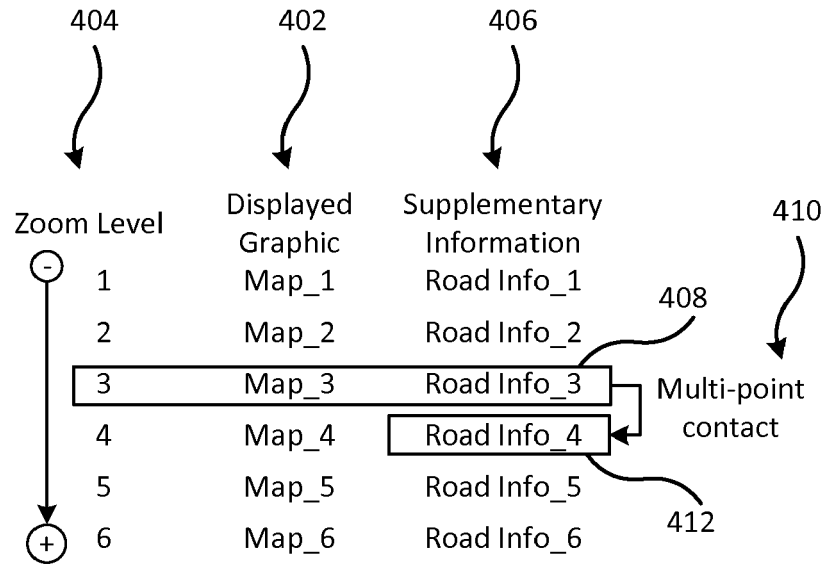 404 402 406
Zoom Level
Displayed
Graphic
Supplementary
Information
410
-
1 Map_1 Road Info_1
408
2 Map_2 Road Info_2
3 Map_3 Road Info_3
Multi-point
contact
4 Map_4 Road Info_4
5 Map_5 Road Info_5
412
+
6 Map_6 Road Info_6